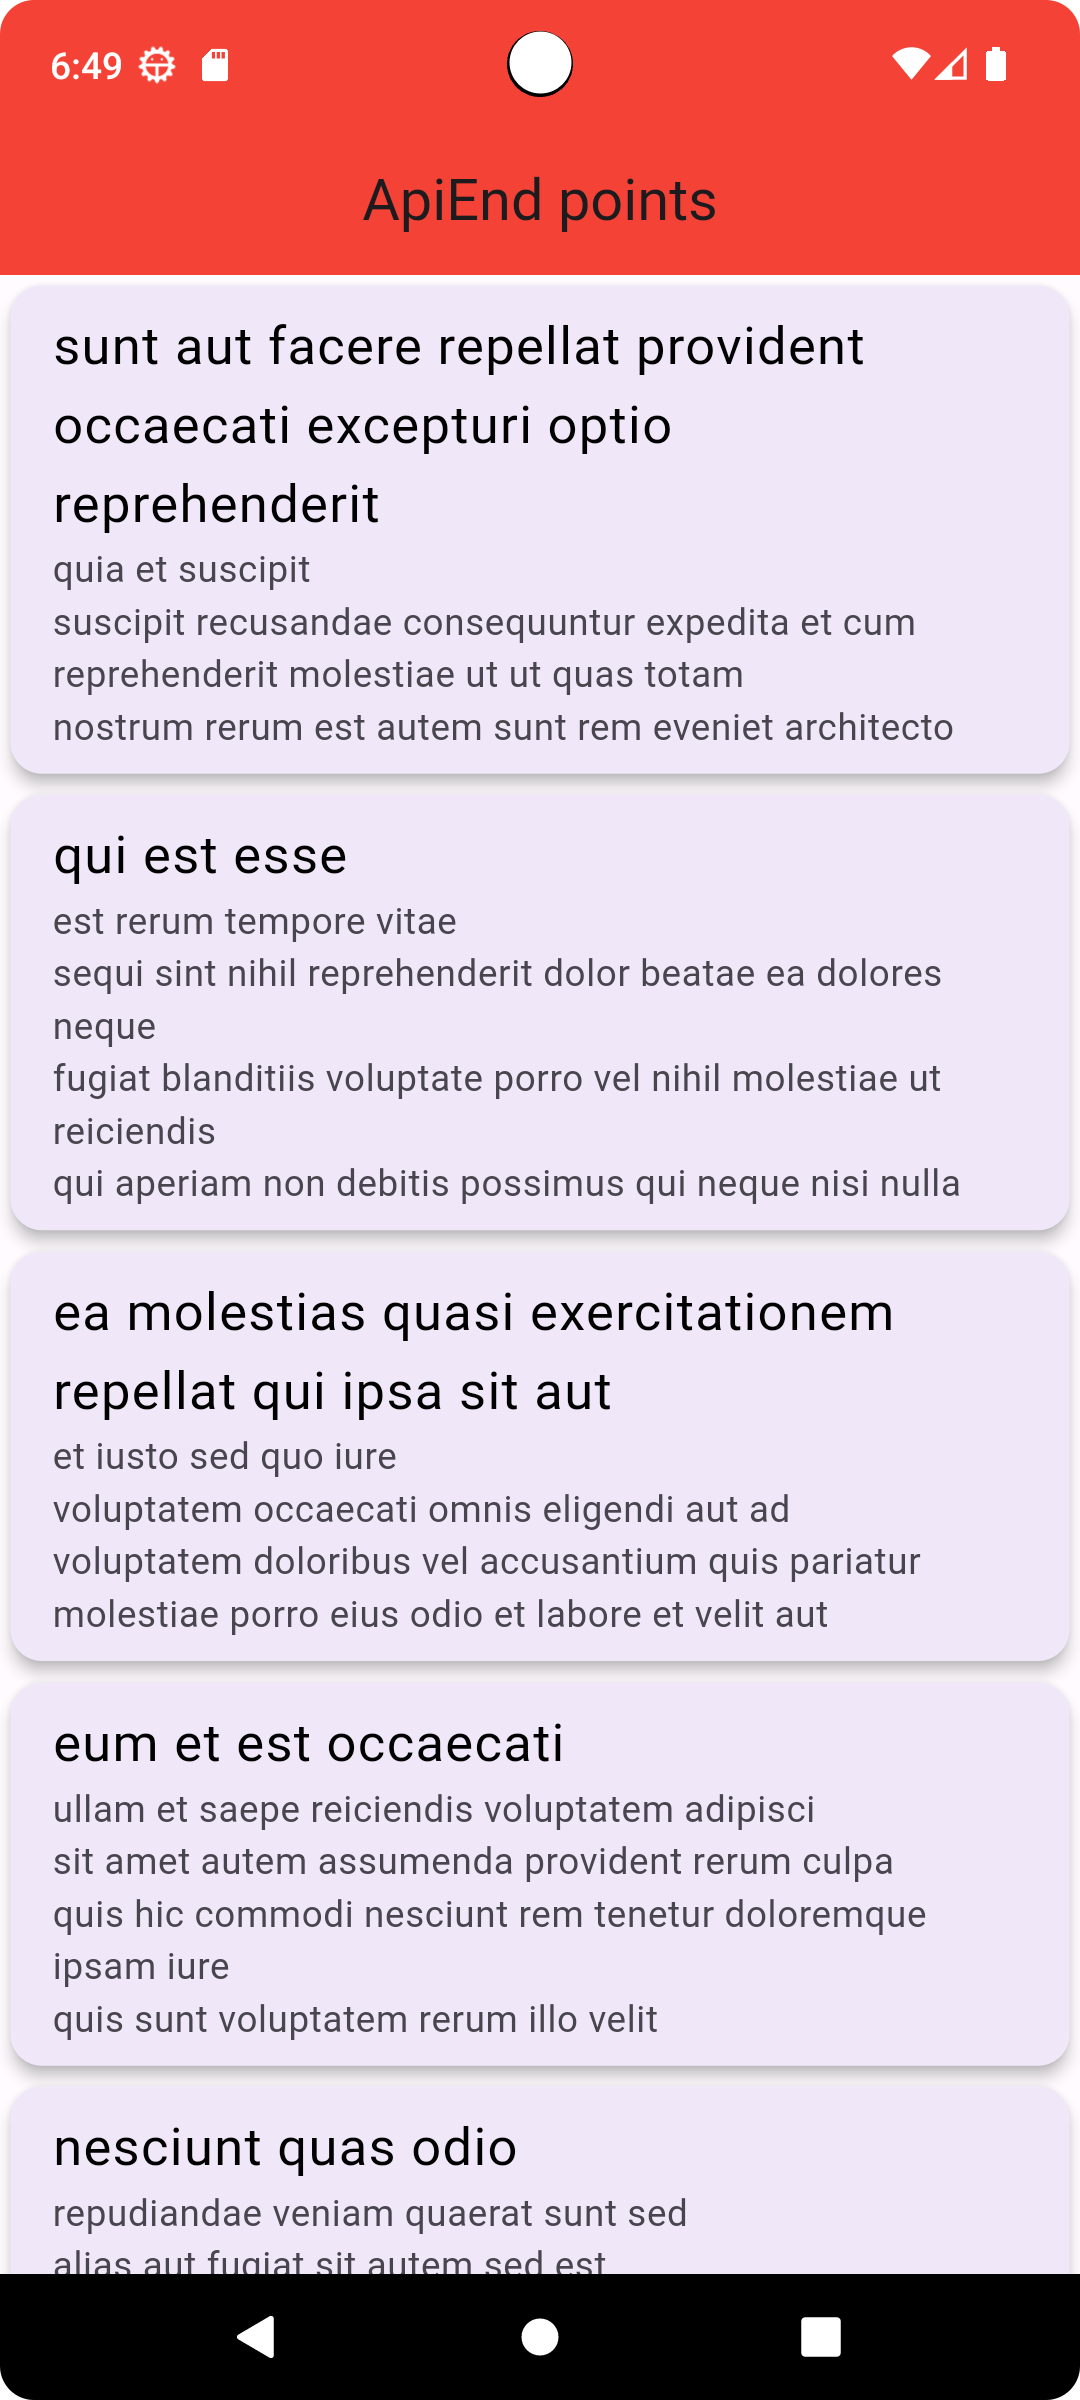 6:49
ApiEnd points
sunt aut facere repellat provident
occaecati excepturi optio
reprehenderit
quia et suscipit
suscipit recusandae consequuntur expedita et cum
reprehenderit molestiae ut ut quas totam
nostrum rerum est autem sunt rem eveniet architecto
qui est esse
est rerum tempore vitae
sequi sint nihil reprehenderit dolor beatae ea dolores
neque
fugiat blanditiis voluptate porro vel nihil molestiae ut
reiciendis
qui aperiam non debitis possimus qui neque nisi nulla
ea molestias quasi exercitationem
repellat qui ipsa sit aut
et iusto sed quo iure
voluptatem occaecati omnis eligendi aut ad
voluptatem doloribus vel accusantium quis pariatur
molestiae porro eius odio et labore et velit aut
eum et est occaecati
ullam et saepe reiciendis voluptatem adipisci
sit amet autem assumenda provident rerum culpa
quis hic commodi nesciunt rem tenetur doloremque
ipsam iure
quis sunt voluptatem rerum illo velit
nesciunt quas odio
repudiandae veniam quaerat sunt sed
alias aut fugiat sit autem sed est